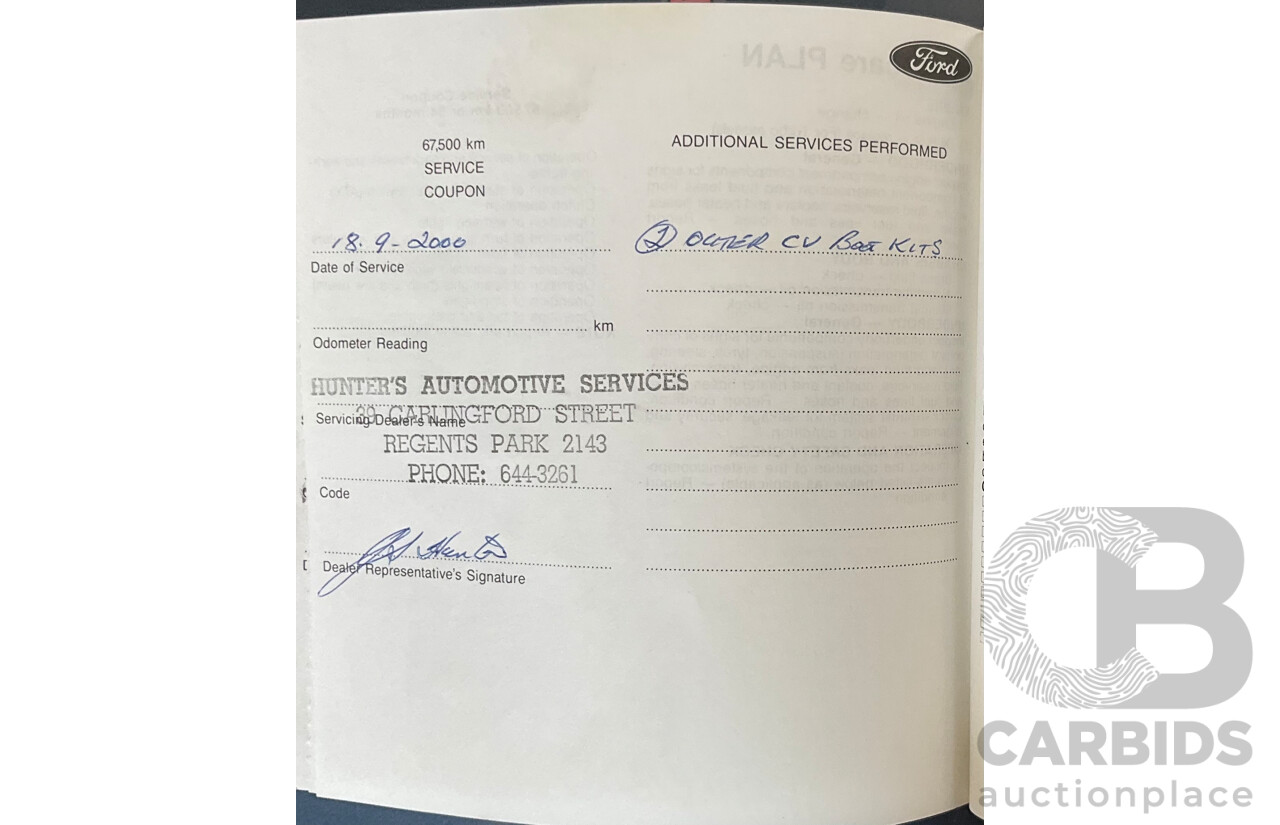 Ford
67,500 km
SERVICE
COUPON
18.9-2000
Date of Service
km
Odometer Reading
HUNTER'S AUTOMOTIVE SERVICES
39 CARLINGFORD STREET
Servicing Dealer's Name
REGENTS PARK 2143
PHONE: 644-3261
Code
Dealer Representative's Signature
ADDITIONAL SERVICES PERFORMED
② OUTER CV Boot KITS
CB
CARBIDS
auctionplace